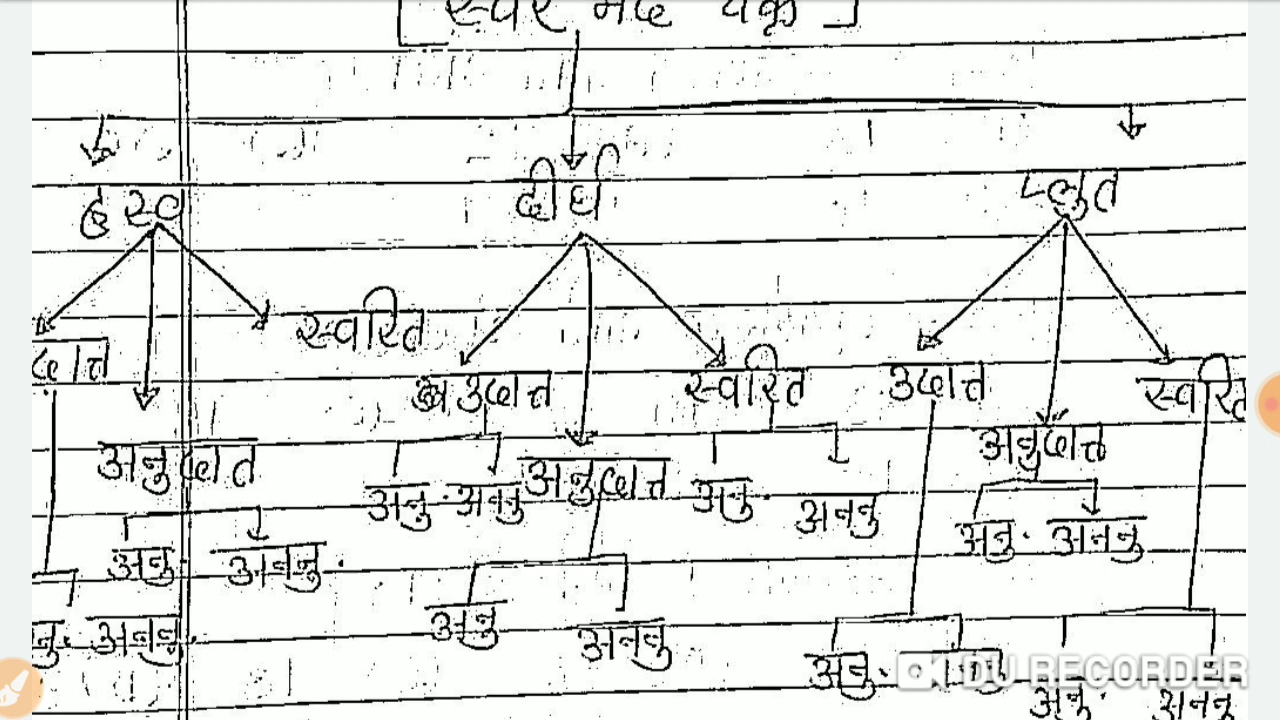 [स्वर भेद चक्र]
ह्रस्व दीर्घ प्लुत
स्वरित
दात्त उदात्त स्वरित उदात्त स्वरित
अनुदात अनुदात्त अनुदात्त
अनु. अननु अनु. अननु
अनु अननु. अनु. अननु
अनु अननु
नु. अननु. अनु. अननु
अनु. अननु
DU RECORDER